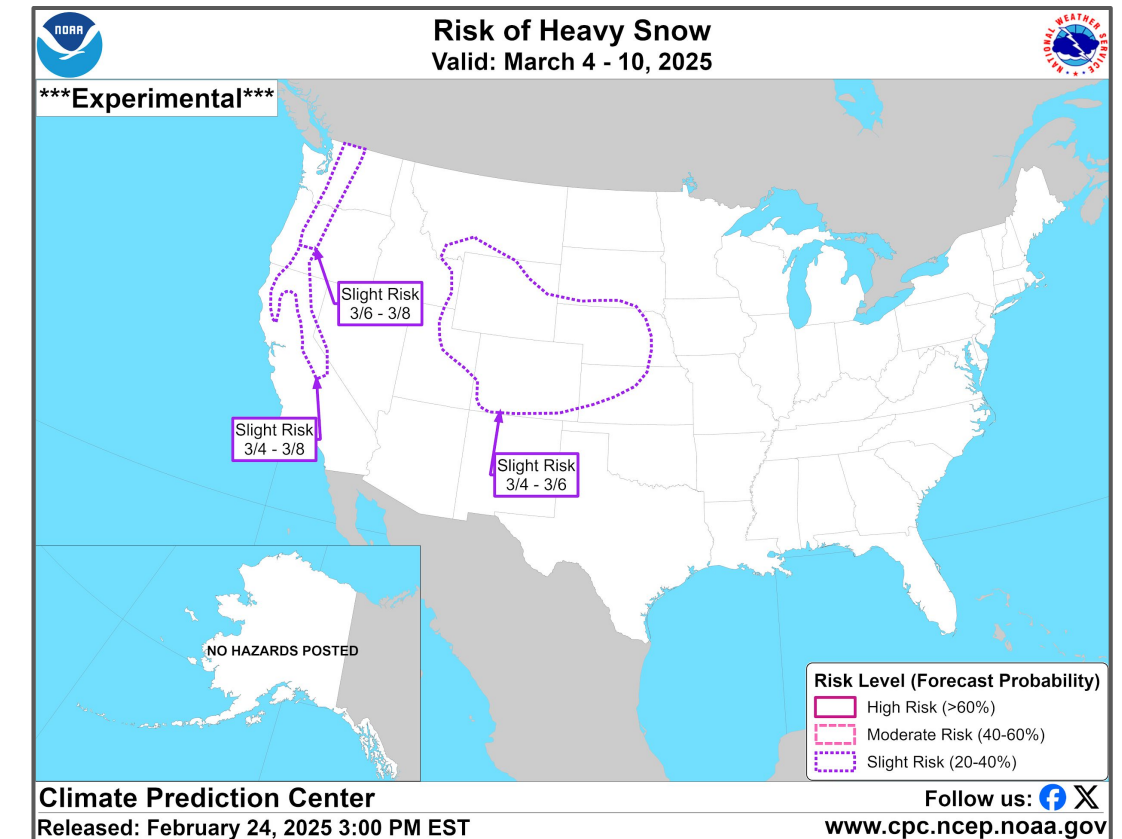 NOAA
Risk of Heavy Snow
Valid: March 4 - 10, 2025
NATIONAL WEATHER SERVICE
***Experimental***
Slight Risk
3/6 - 3/8
Slight Risk
3/4 - 3/8
Slight Risk
3/4 - 3/6
NO HAZARDS POSTED
Risk Level (Forecast Probability)
High Risk (>60%)
Moderate Risk (40-60%)
Slight Risk (20-40%)
Climate Prediction Center
Follow us:
Released: February 24, 2025 3:00 PM EST
www.cpc.ncep.noaa.gov